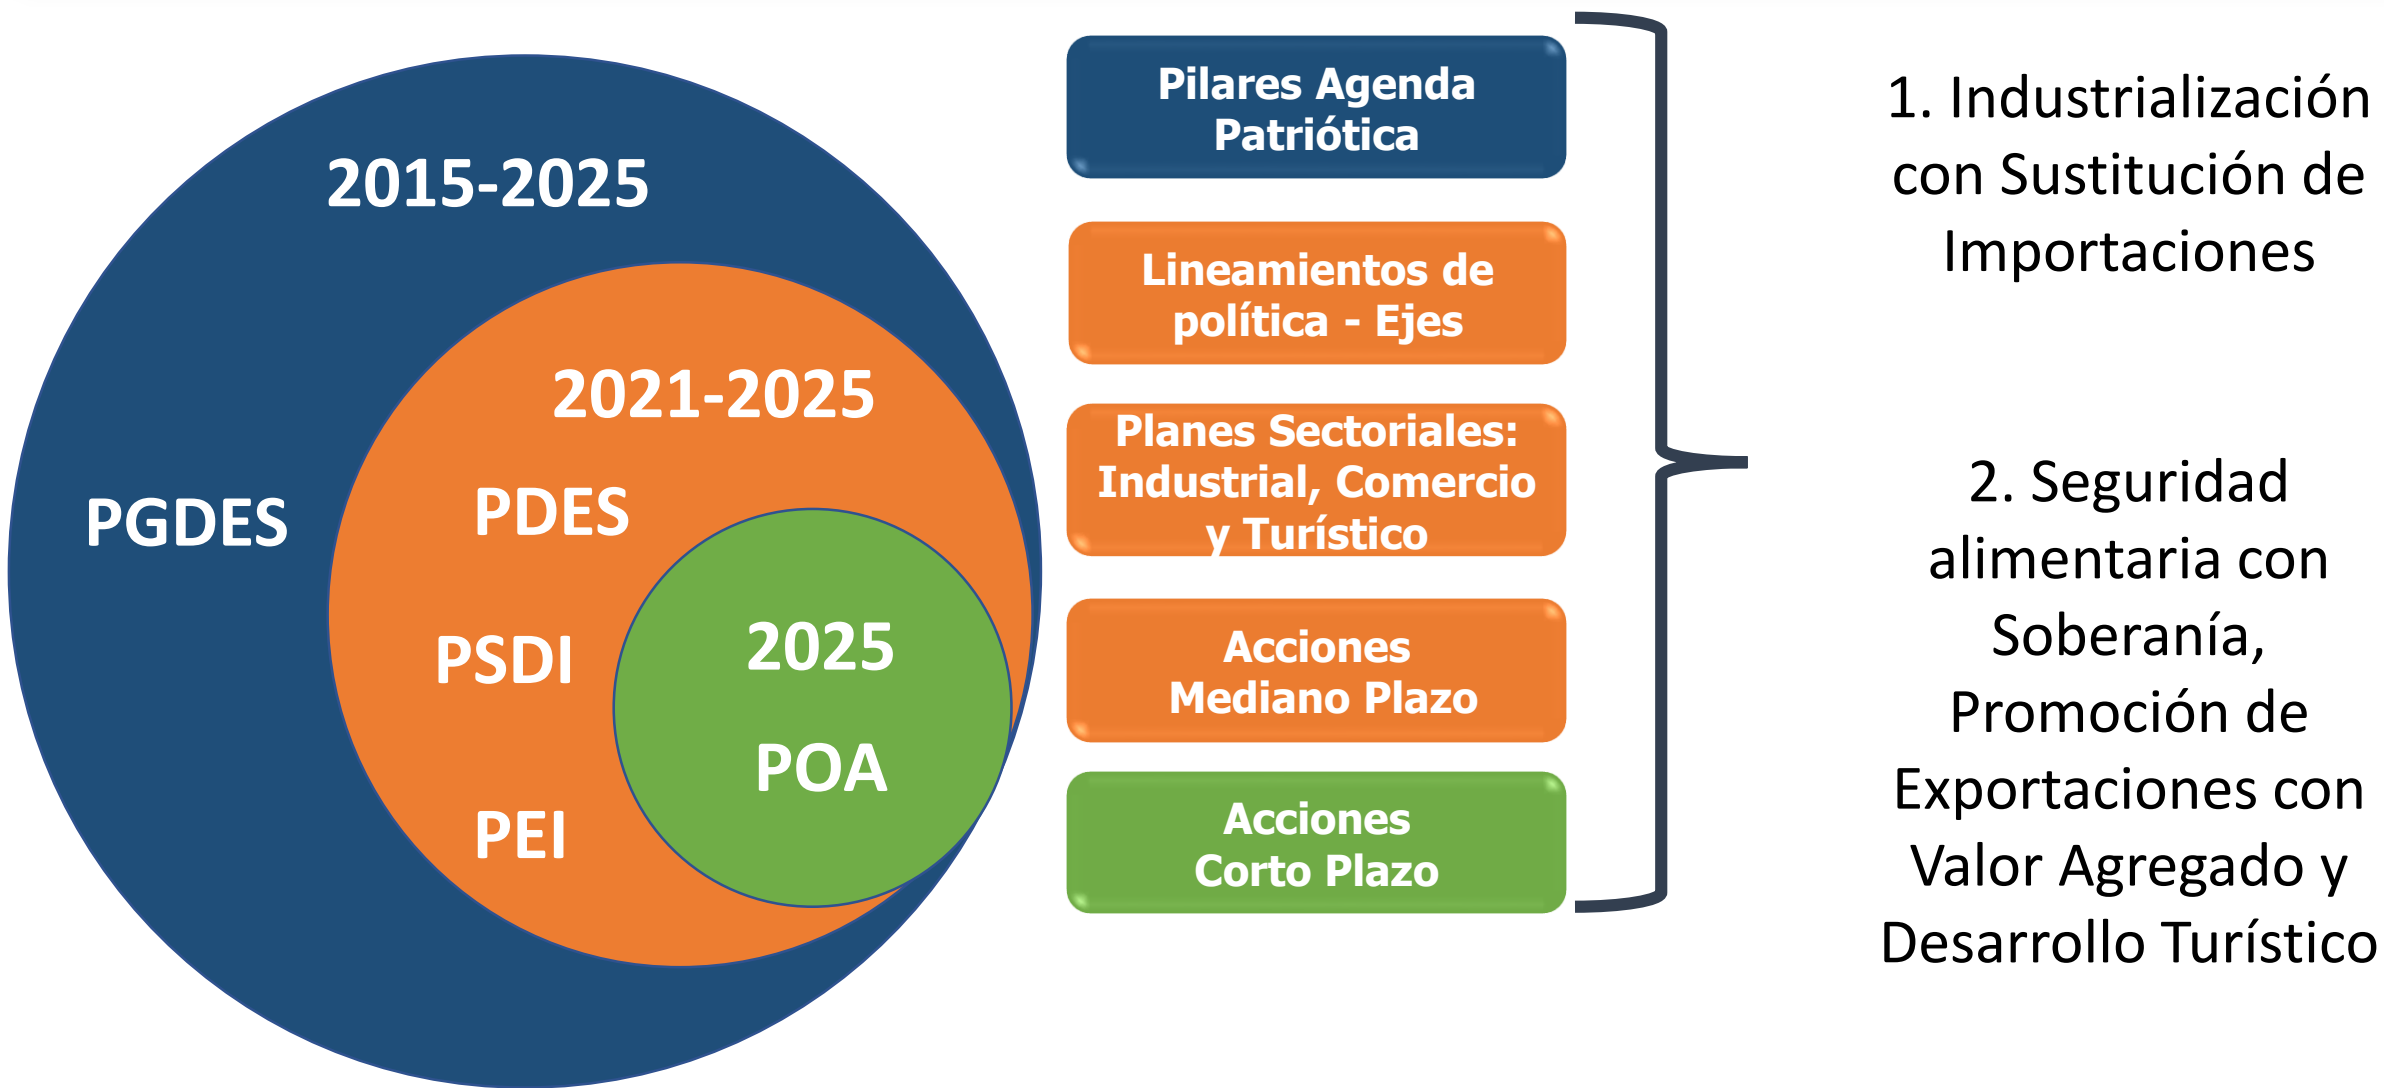 2015-2025
PGDES
2021-2025
PDES
PSDI
PEI
2025
POA
Pilares Agenda
Patriótica
Lineamientos de
política - Ejes
Planes Sectoriales:
Industrial, Comercio
y Turístico
Acciones
Mediano Plazo
Acciones
Corto Plazo
1. Industrialización
con Sustitución de
Importaciones
2. Seguridad
alimentaria con
Soberanía,
Promoción de
Exportaciones con
Valor Agregado y
Desarrollo Turístico